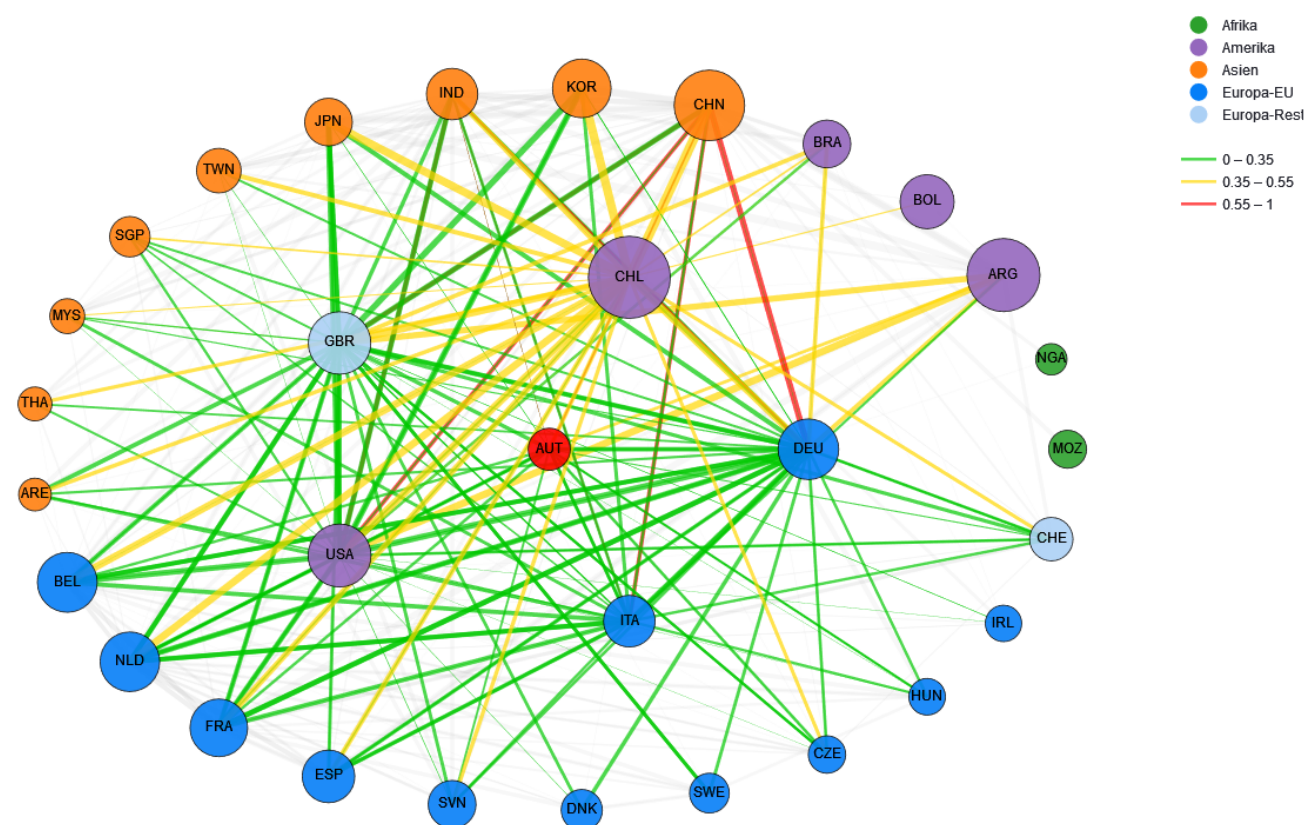 Afrika
Amerika
Asien
Europa-EU
Europa-Rest
0 – 0.35
0.35 – 0.55
0.55 – 1
KOR
IND
CHN
JPN
BRA
TWN
BOL
SGP
CHL
ARG
MYS
GBR
NGA
THA
AUT
DEU
MOZ
ARE
CHE
USA
BEL
ITA
IRL
NLD
HUN
FRA
CZE
ESP
SWE
SVN
DNK